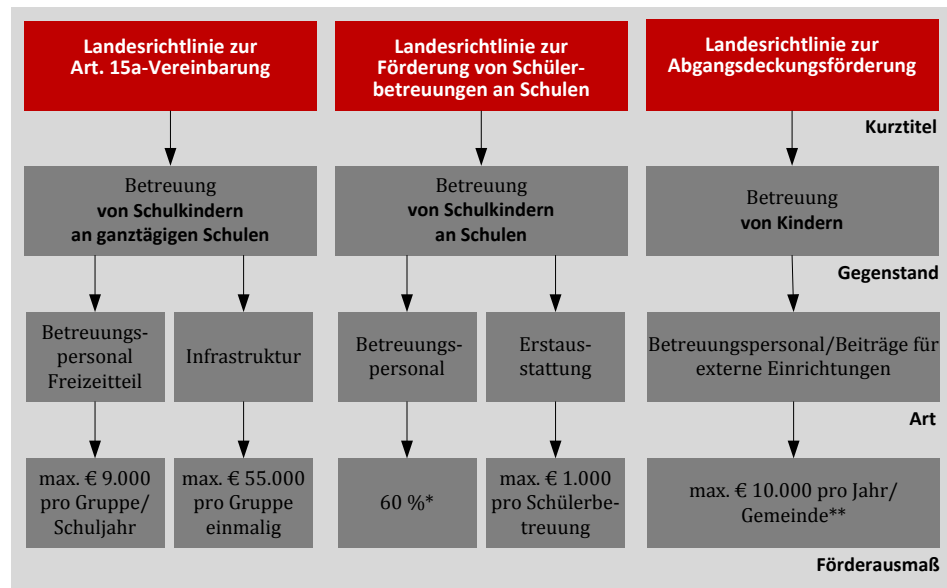 Landesrichtlinie zur
Art. 15a-Vereinbarung
Landesrichtlinie zur
Förderung von Schüler-
betreuungen an Schulen
Landesrichtlinie zur
Abgangsdeckungsförderung
Kurztitel
Betreuung
von Schulkindern
an ganztägigen Schulen
Betreuung
von Schulkindern
an Schulen
Betreuung
von Kindern
Gegenstand
Betreuungs-
personal
Freizeitteil
Infrastruktur
Betreuungs-
personal
Erstaus-
stattung
Betreuungspersonal/Beiträge für
externe Einrichtungen
Art
max. € 9.000
pro Gruppe/
Schuljahr
max. € 55.000
pro Gruppe
einmalig
60 %*
max. € 1.000
pro Schülerbe-
treuung
max. € 10.000 pro Jahr/
Gemeinde**
Förderausmaß